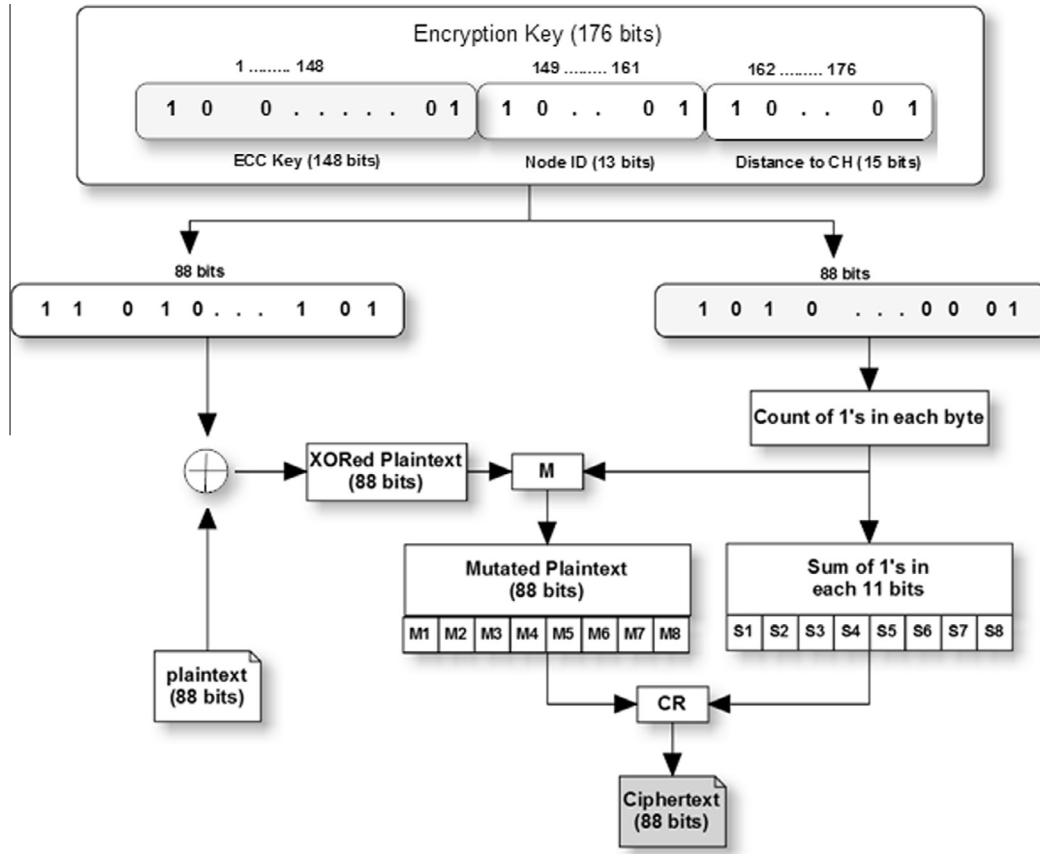 Encryption Key (176 bits)
1 ......... 148
149 ......... 161
162 ......... 176
1 0 0 . . . . . 0 1
1 0 . . 0 1
1 0 . . 0 1
ECC Key (148 bits)
Node ID (13 bits)
Distance to CH (15 bits)
88 bits
88 bits
1 1 0 1 0 . . . 1 0 1
1 0 1 0 . . . 0 0 0 1
Count of 1's in each byte
XORed Plaintext
(88 bits)
M
Mutated Plaintext
(88 bits)
M1 M2 M3 M4 M5 M6 M7 M8
Sum of 1's in
each 11 bits
S1 S2 S3 S4 S5 S6 S7 S8
plaintext
(88 bits)
CR
Ciphertext
(88 bits)